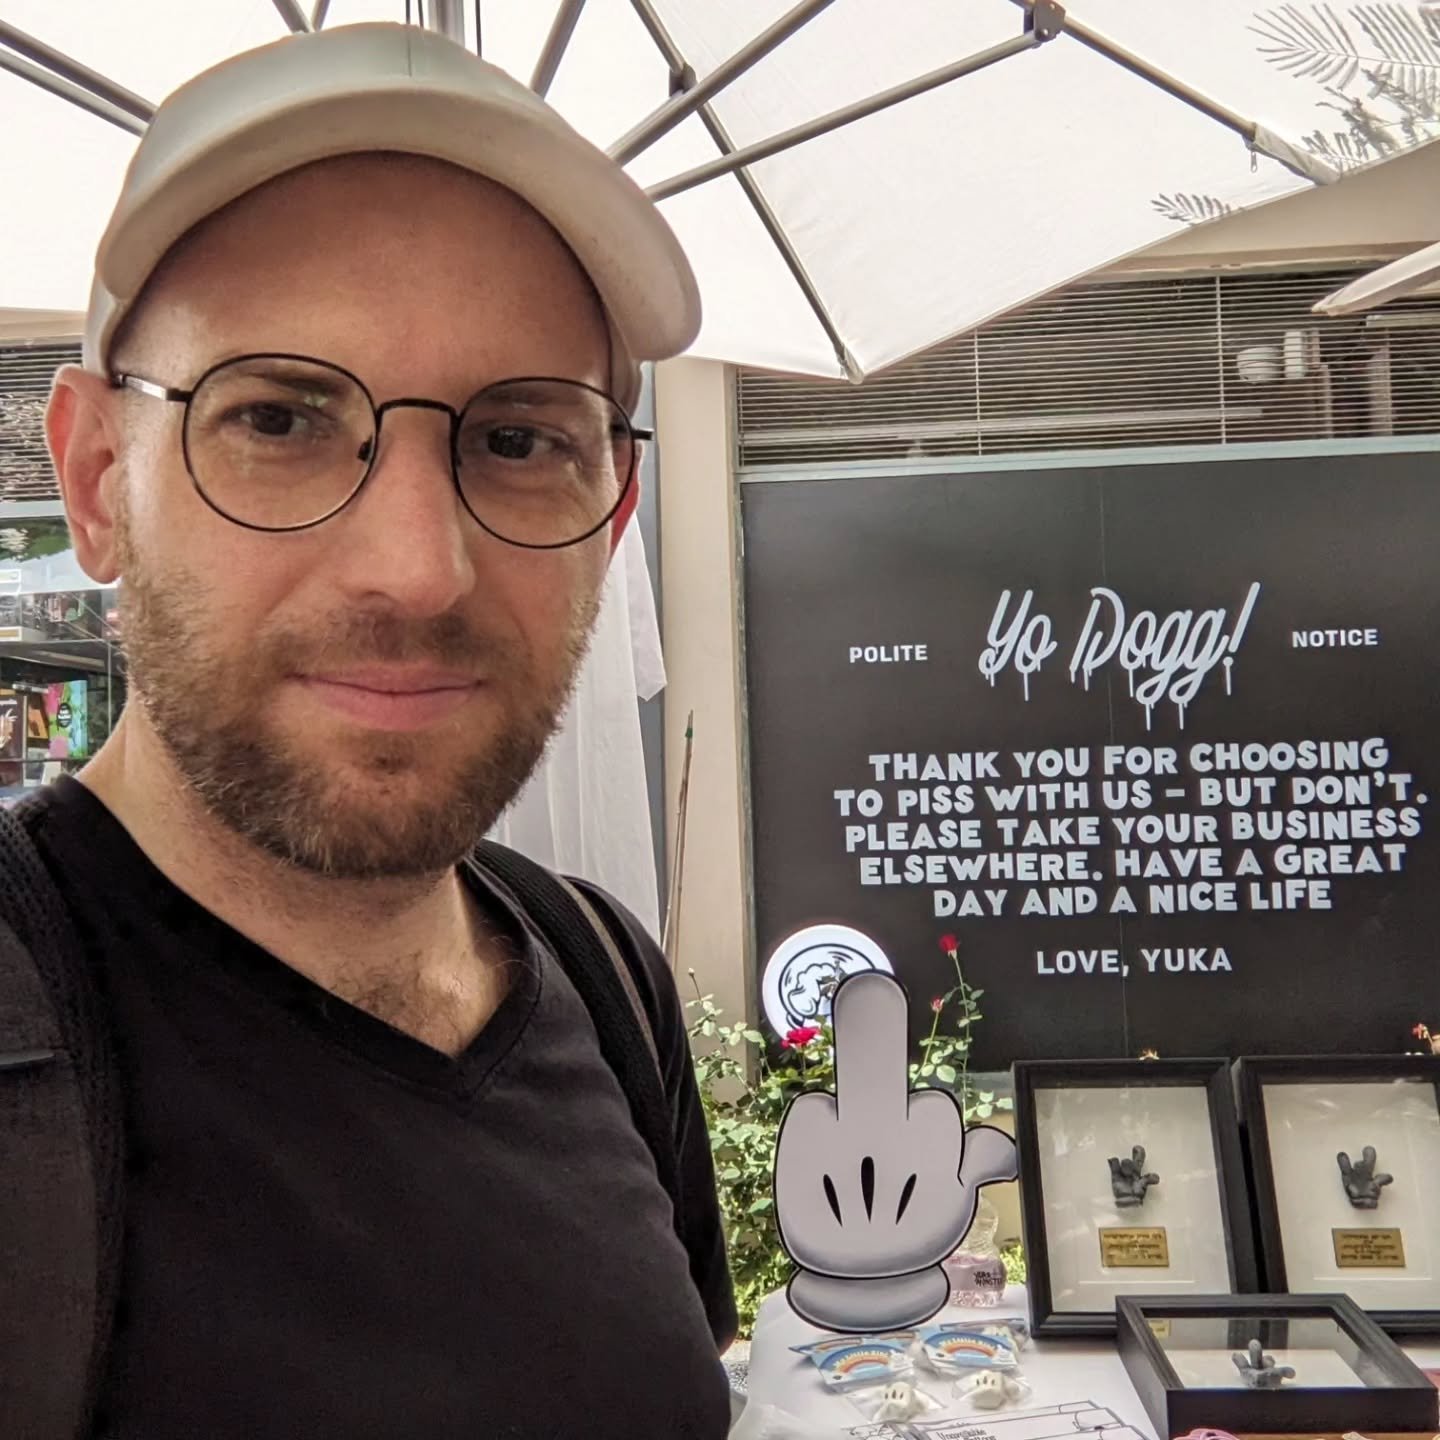 POLITE Yo Dogg! NOTICE
THANK YOU FOR CHOOSING
TO PISS WITH US - BUT DON'T.
PLEASE TAKE YOUR BUSINESS
ELSEWHERE. HAVE A GREAT
DAY AND A NICE LIFE
LOVE, YUKA